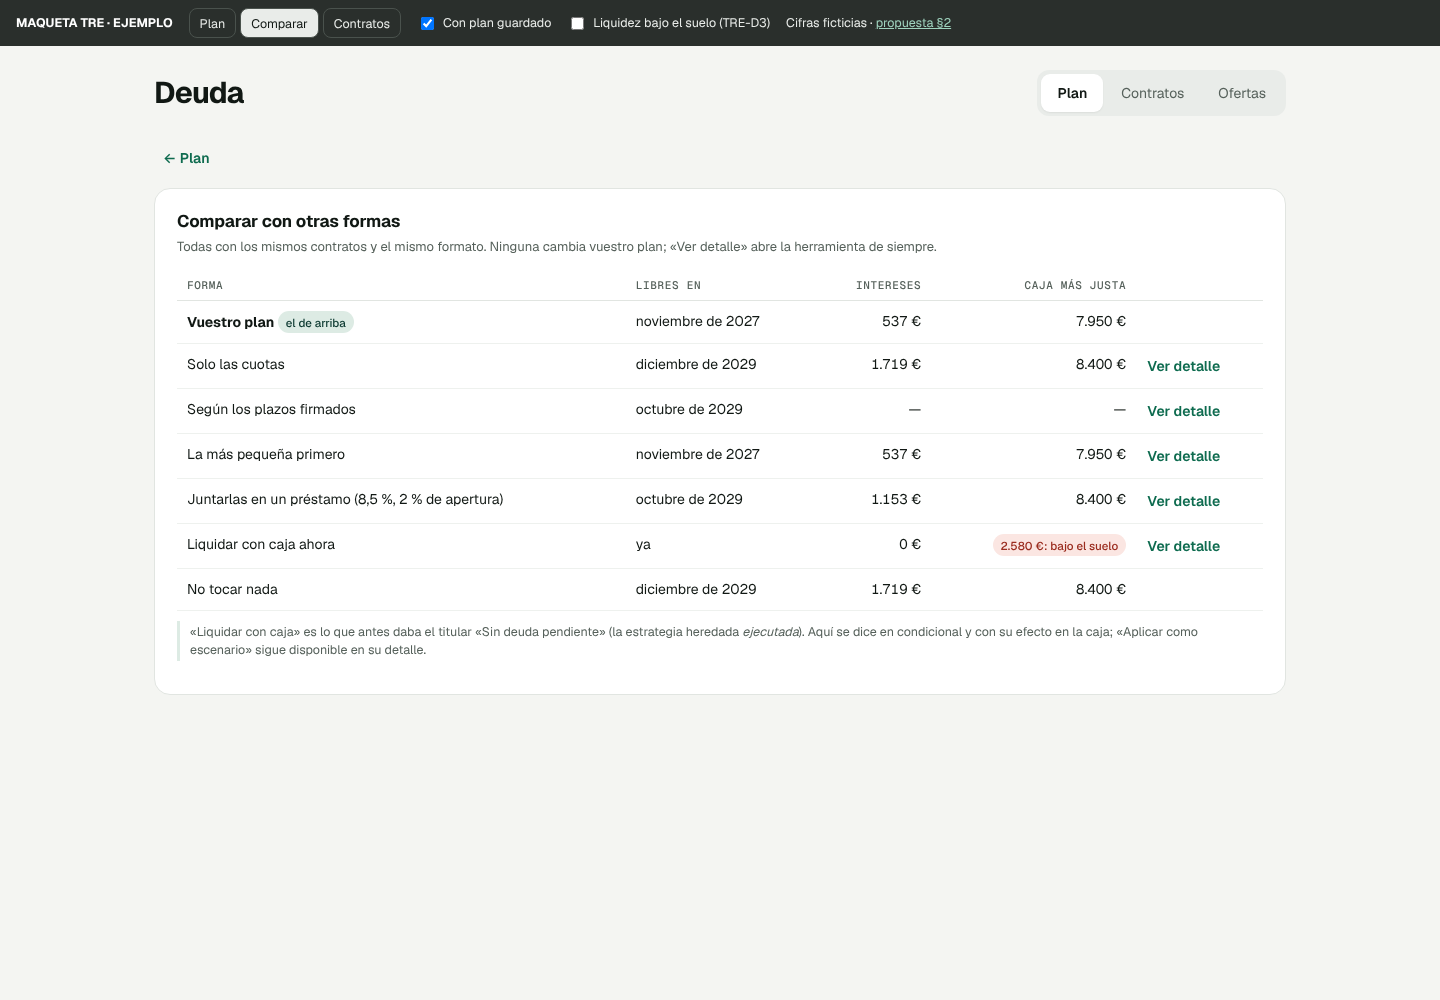 MAQUETA TRE · EJEMPLO Plan Comparar Contratos Con plan guardado Liquidez bajo el suelo (TRE-D3) Cifras ficticias · propuesta §2
Deuda
Plan Contratos Ofertas
← Plan
Comparar con otras formas
Todas con los mismos contratos y el mismo formato. Ninguna cambia vuestro plan; «Ver detalle» abre la herramienta de siempre.
FORMA LIBRES EN INTERESES CAJA MÁS JUSTA
Vuestro plan el de arriba noviembre de 2027 537 € 7.950 €
Solo las cuotas diciembre de 2029 1.719 € 8.400 € Ver detalle
Según los plazos firmados octubre de 2029 — — Ver detalle
La más pequeña primero noviembre de 2027 537 € 7.950 € Ver detalle
Juntarlas en un préstamo (8,5 %, 2 % de apertura) octubre de 2029 1.153 € 8.400 € Ver detalle
Liquidar con caja ahora ya 0 € 2.580 €: bajo el suelo Ver detalle
No tocar nada diciembre de 2029 1.719 € 8.400 €
«Liquidar con caja» es lo que antes daba el titular «Sin deuda pendiente» (la estrategia heredada ejecutada). Aquí se dice en condicional y con su efecto en la caja; «Aplicar como
escenario» sigue disponible en su detalle.